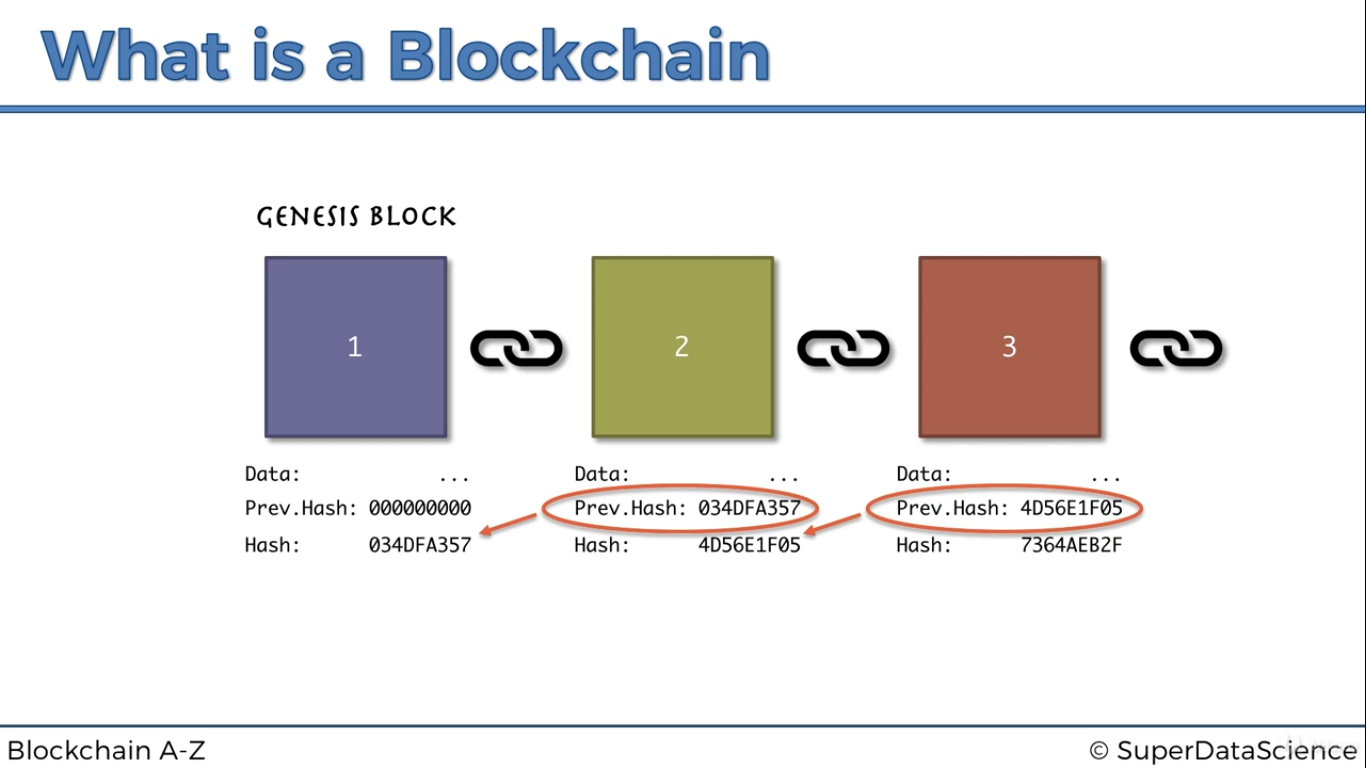 What is a Blockchain
GENESIS BLOCK
1
2
3
Data: ...
Prev.Hash: 000000000
Hash: 034DFA357
Data: ...
Prev.Hash: 034DFA357
Hash: 4D56E1F05
Data: ...
Prev.Hash: 4D56E1F05
Hash: 7364AEB2F
Blockchain A-Z
© SuperDataScience